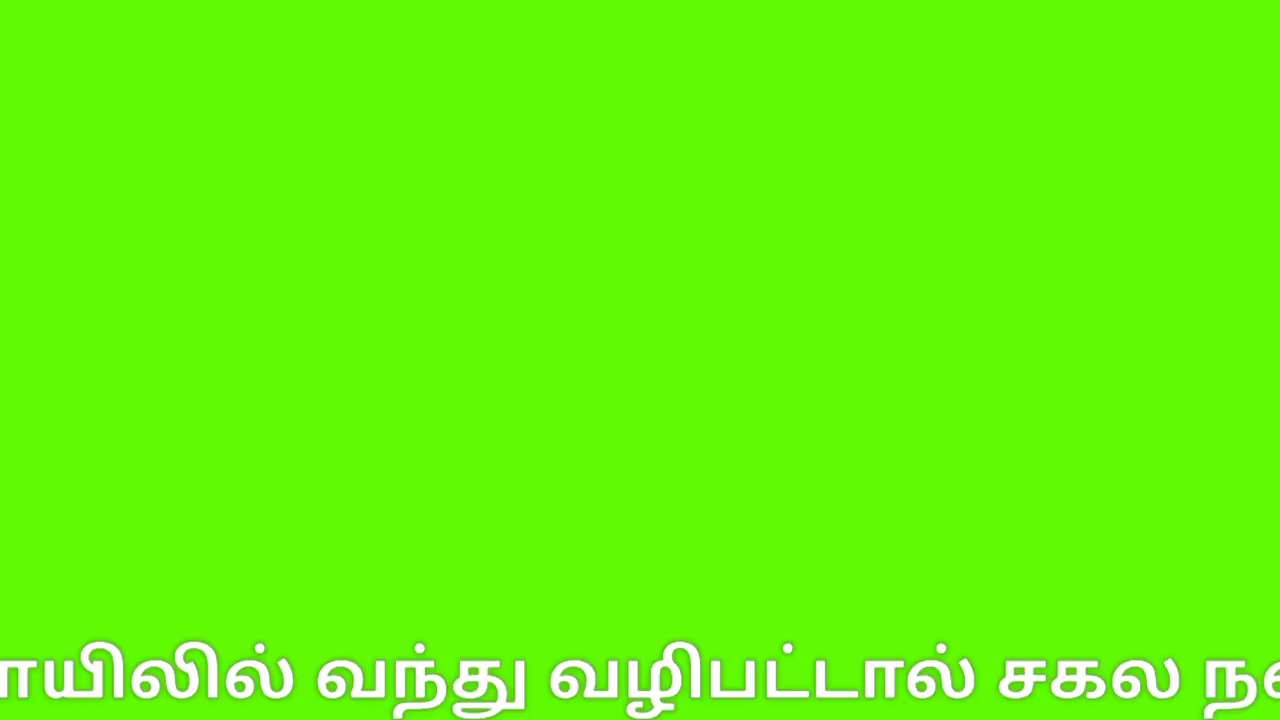 ாயிலில் வந்து வழிபட்டால் சகல ந